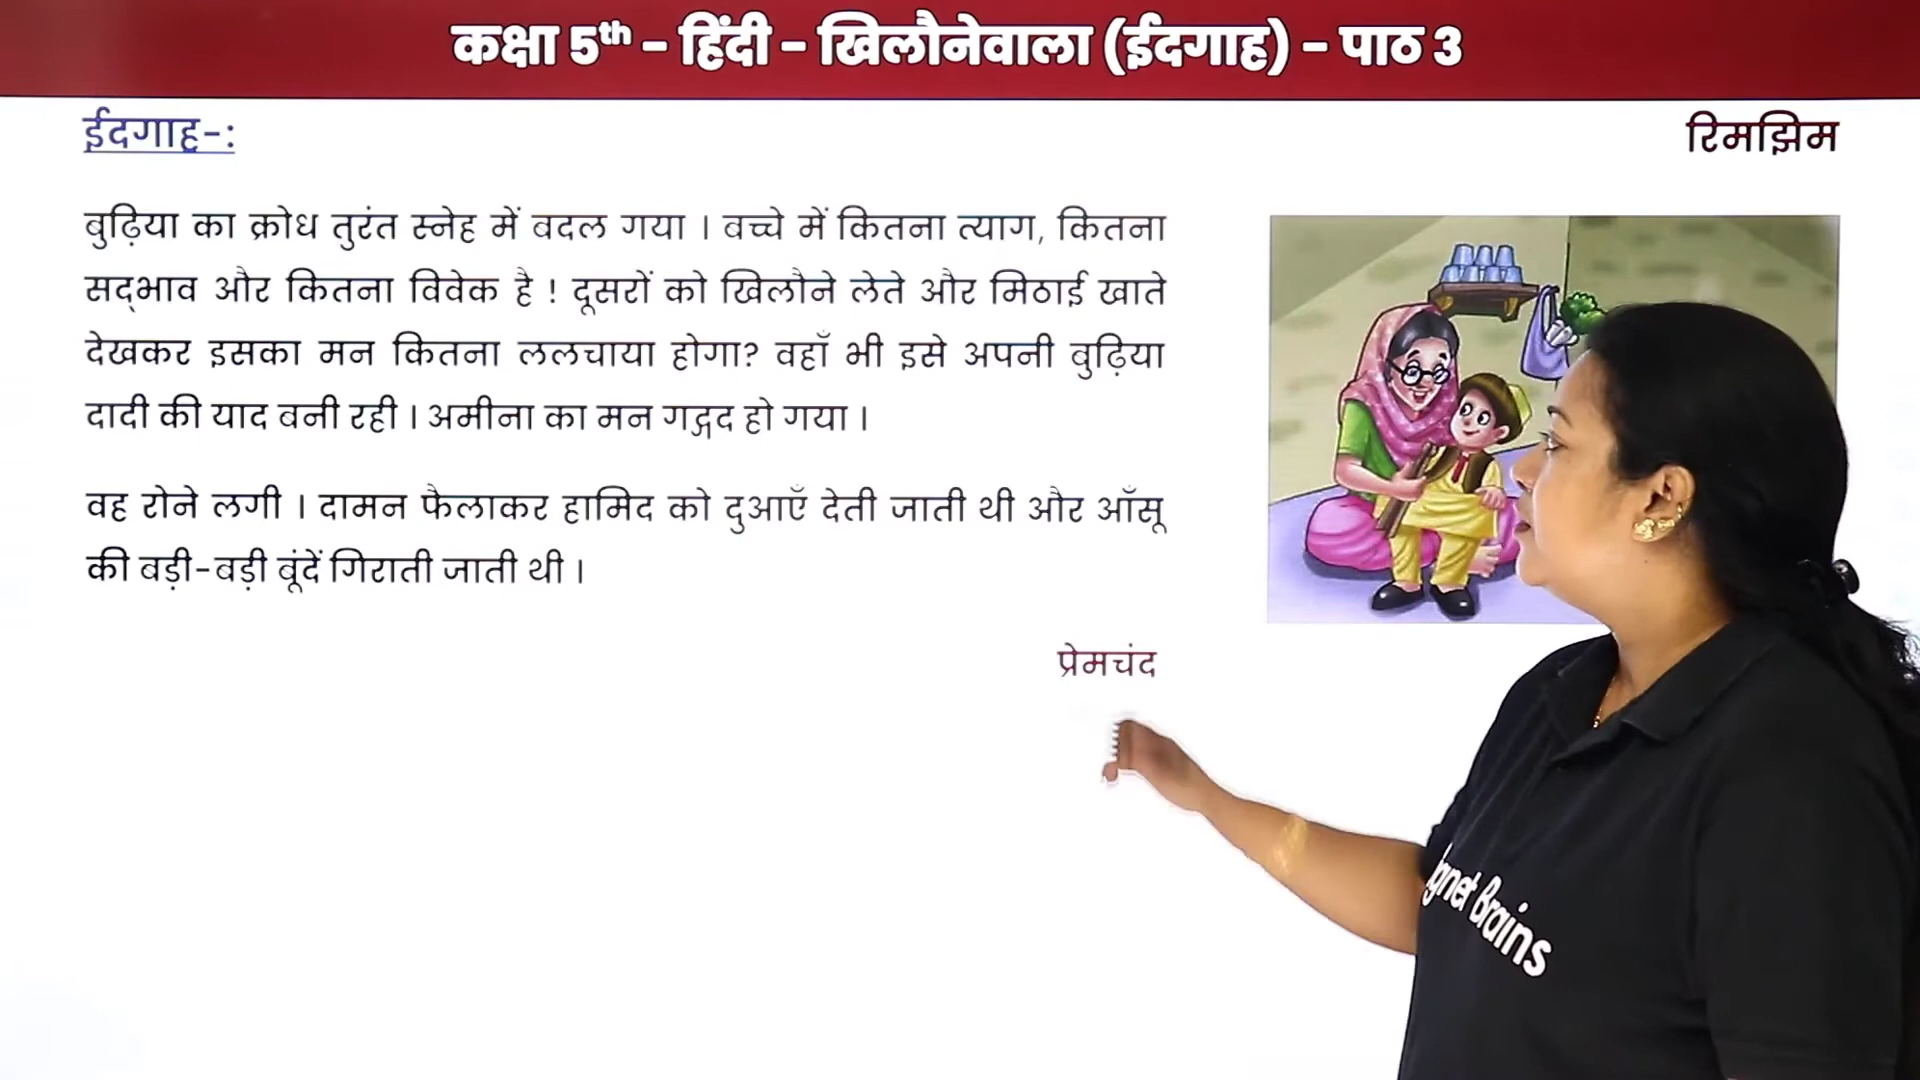 कक्षा 5th - हिंदी - खिलौनेवाला (ईदगाह) - पाठ 3
ईदगाह-:
रिमझिम
बुढ़िया का क्रोध तुरंत स्नेह में बदल गया । बच्चे में कितना त्याग, कितना
सद्‌भाव और कितना विवेक है ! दूसरों को खिलौने लेते और मिठाई खाते
देखकर इसका मन कितना ललचाया होगा? वहाँ भी इसे अपनी बुढ़िया
दादी की याद बनी रही । अमीना का मन गद्गद हो गया ।
वह रोने लगी । दामन फैलाकर हामिद को दुआएँ देती जाती थी और आँसू
की बड़ी-बड़ी बूंदें गिराती जाती थी ।
प्रेमचंद
Brains